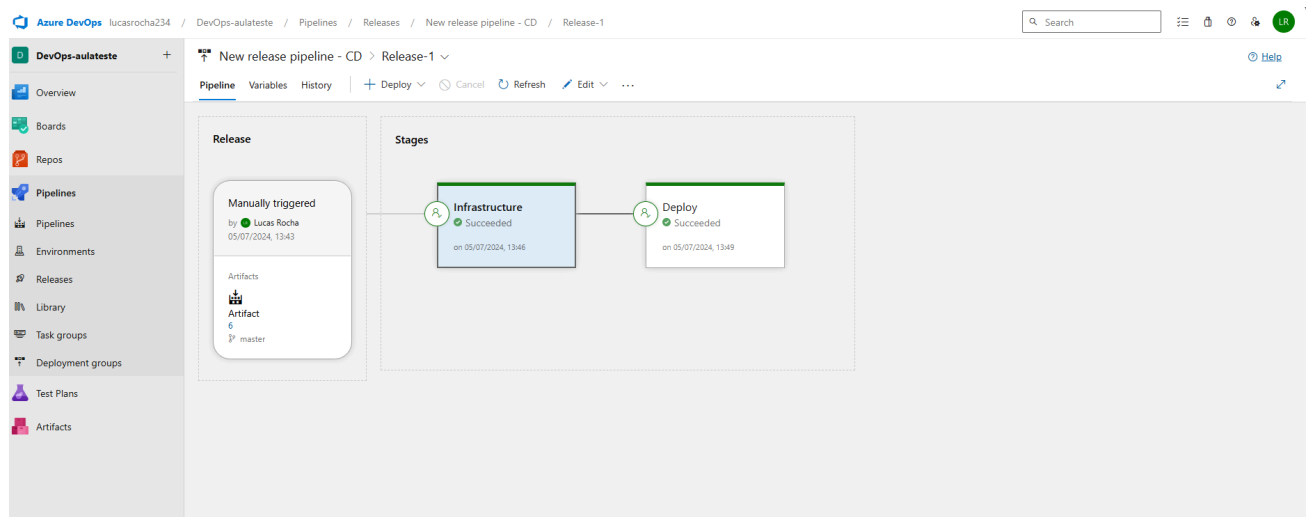 Azure DevOps lucasrocha234 / DevOps-aulateste / Pipelines / Releases / New release pipeline - CD / Release-1
Search
LR
D DevOps-aulateste +
Overview
Boards
Repos
Pipelines
Pipelines
Environments
Releases
Library
Task groups
Deployment groups
Test Plans
Artifacts
New release pipeline - CD > Release-1
Help
Pipeline Variables History + Deploy Cancel Refresh Edit ...
Release
Manually triggered
by Lucas Rocha
05/07/2024, 13:43
Artifacts
Artifact
6
master
Stages
Infrastructure
Succeeded
on 05/07/2024, 13:46
Deploy
Succeeded
on 05/07/2024, 13:49